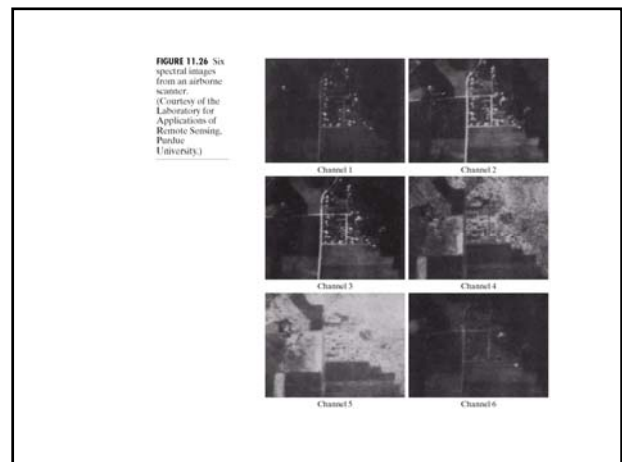 FIGURE 11.26 Six
spectral images
from an airborne
scanner.
(Courtesy of the
Laboratory for
Applications of
Remote Sensing,
Purdue
University.)
Channel 1
Channel 2
Channel 3
Channel 4
Channel 5
Channel 6